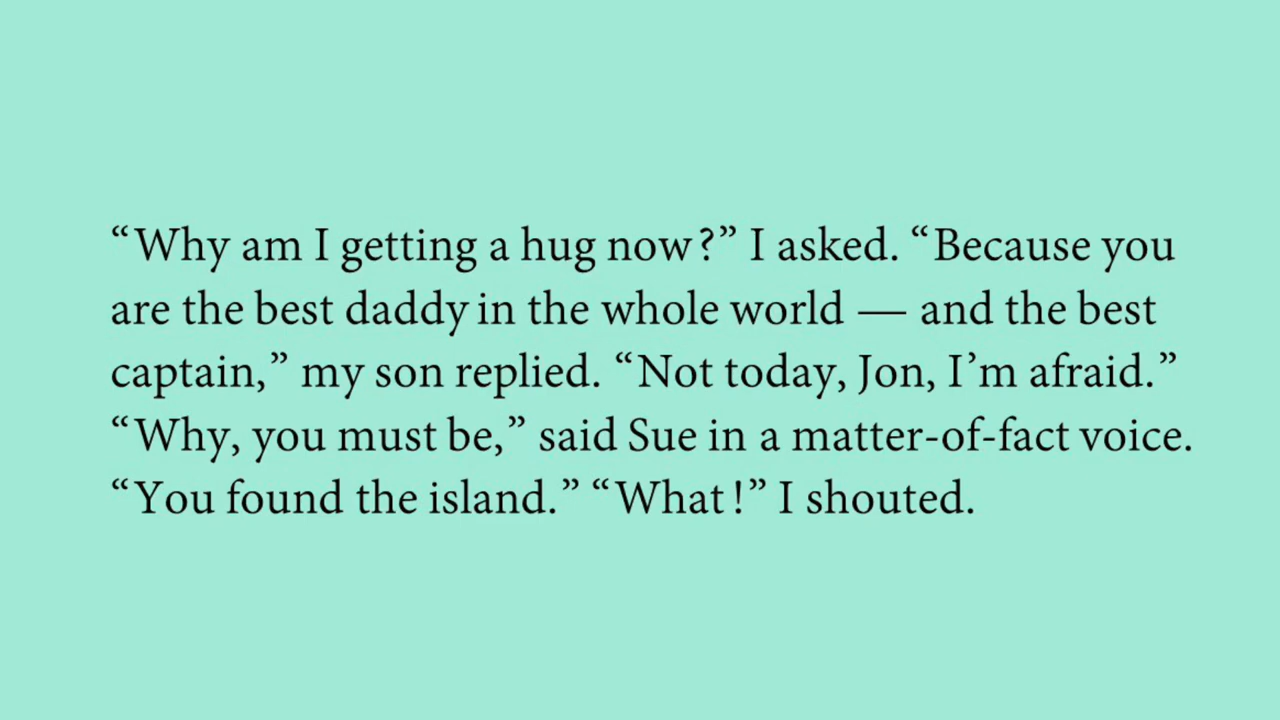 “Why am I getting a hug now?” I asked. “Because you
are the best daddy in the whole world — and the best
captain,” my son replied. “Not today, Jon, I’m afraid.”
“Why, you must be,” said Sue in a matter-of-fact voice.
“You found the island.” “What!” I shouted.